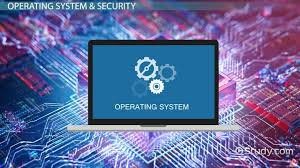 OPERATING SYSTEM & SECURITY
OPERATING SYSTEM
Study.com